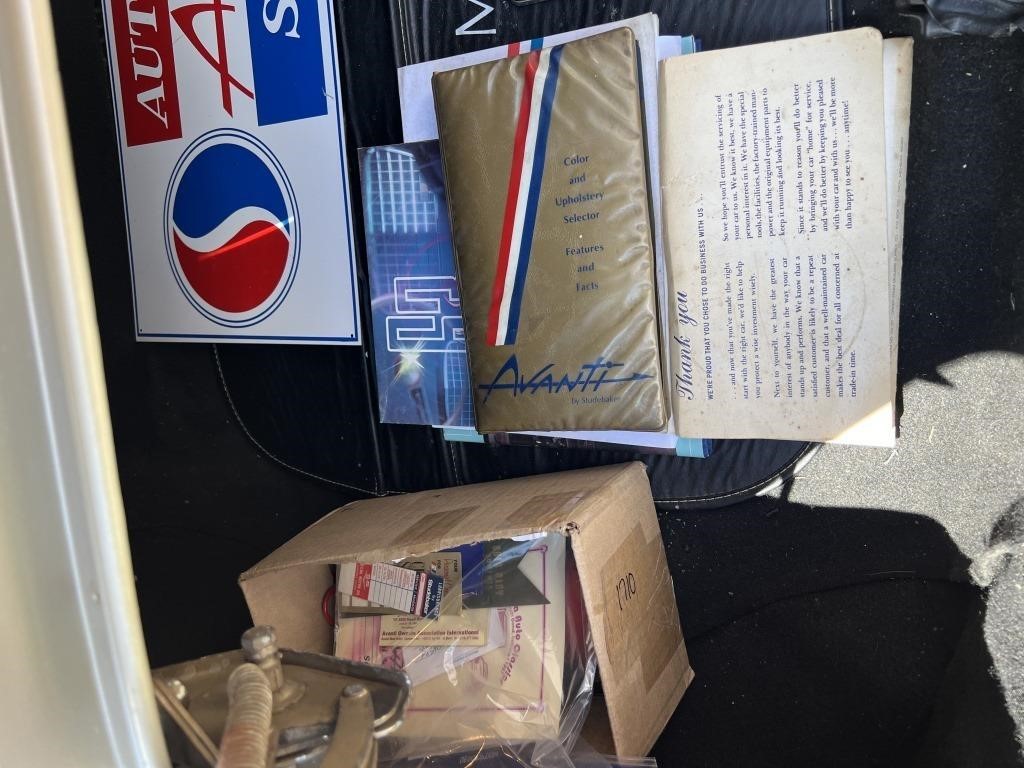 AUT
A
S
M
Color
and
Upholstery
Selector
Features
and
Facts
Avanti
by Studebaker
Thank you
WE'RE PROUD THAT YOU CHOSE TO DO BUSINESS WITH US . . .
. . . and now that you've made the right
start with the right car, we'd like to help
you protect a wise investment wisely.
Next to yourself, we have the greatest
interest of anybody in the way your car
stands up and performs. We know that a
satisfied customer is likely to be a repeat
customer, and that a well-maintained car
makes the best deal for all concerned at
trade-in time.
So we hope you'll entrust the servicing of
your car to us. We know it best, we have a
personal interest in it. We have the special
tools, the facilities, the factory-trained man-
power and the original equipment parts to
keep it running and looking its best.
Since it stands to reason you'll do better
by bringing your car "home" for service,
and we'll do better by keeping you pleased
with your car and with us . . . we'll be more
than happy to see you . . . anytime!
Studebaker
Avanti Owners Association International
Auto Classic
1710